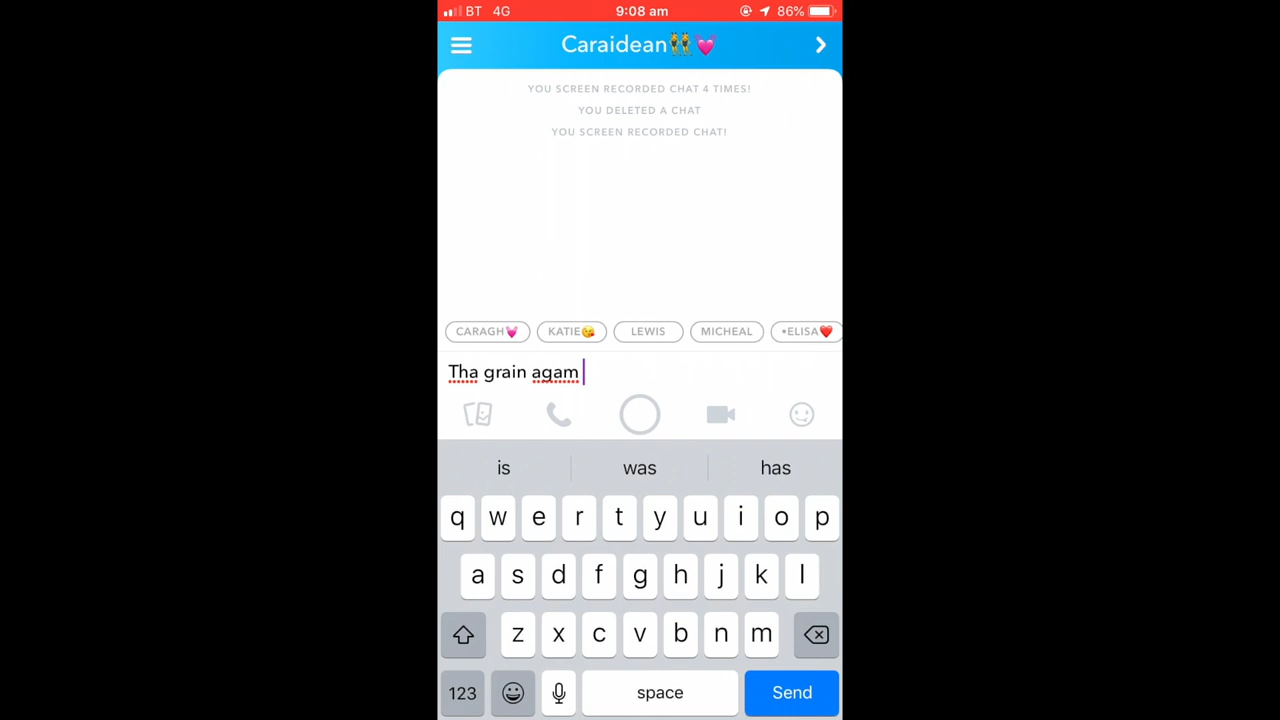 BT 4G 9:08 am 86%
Caraidean👯💓
YOU SCREEN RECORDED CHAT 4 TIMES!
YOU DELETED A CHAT
YOU SCREEN RECORDED CHAT!
CARAGH💓 KATIE😘 LEWIS MICHEAL •ELISA❤️
Tha grain agam
is was has
q w e r t y u i o p
a s d f g h j k l
z x c v b n m
123 space Send